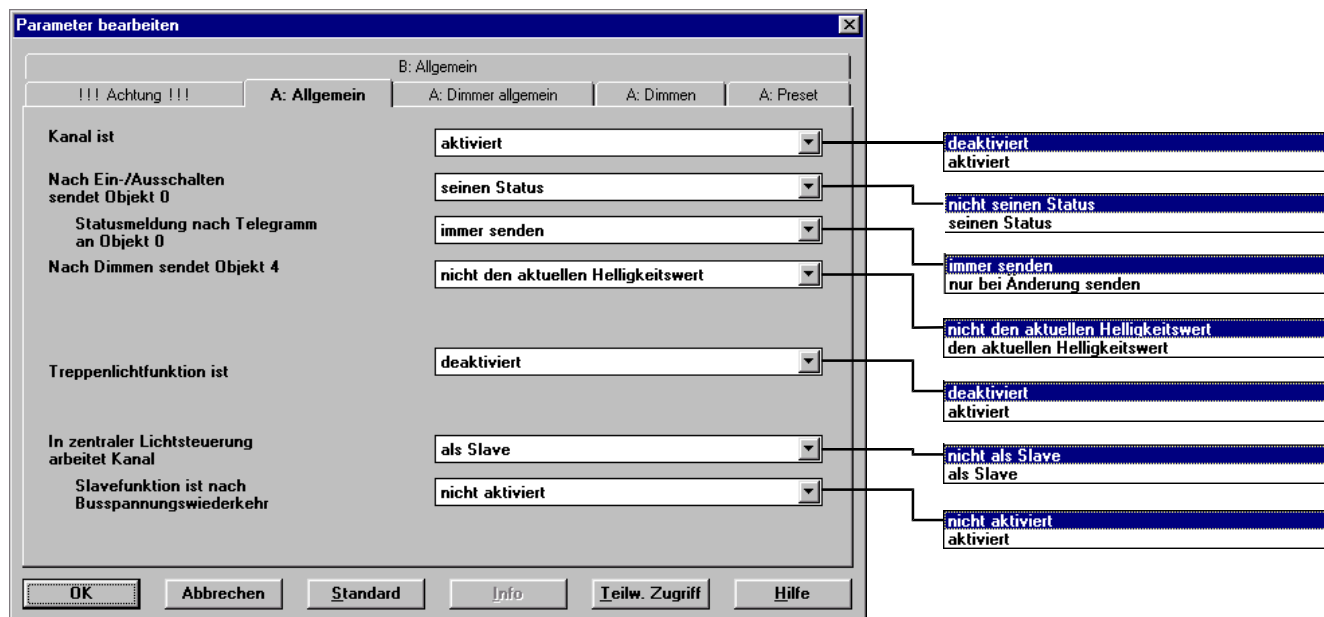 Parameter bearbeiten
B: Allgemein
!!! Achtung !!!
A: Allgemein
A: Dimmer allgemein
A: Dimmen
A: Preset
Kanal ist
aktiviert
deaktiviert
aktiviert
Nach Ein-/Ausschalten
sendet Objekt 0
seinen Status
nicht seinen Status
seinen Status
Statusmeldung nach Telegramm
an Objekt 0
immer senden
immer senden
nur bei Änderung senden
Nach Dimmen sendet Objekt 4
nicht den aktuellen Helligkeitswert
nicht den aktuellen Helligkeitswert
den aktuellen Helligkeitswert
Treppenlichtfunktion ist
deaktiviert
deaktiviert
aktiviert
In zentraler Lichtsteuerung
arbeitet Kanal
als Slave
nicht als Slave
als Slave
Slavefunktion ist nach
Busspannungswiederkehr
nicht aktiviert
nicht aktiviert
aktiviert
OK
Abbrechen
Standard
Info
Teilw. Zugriff
Hilfe